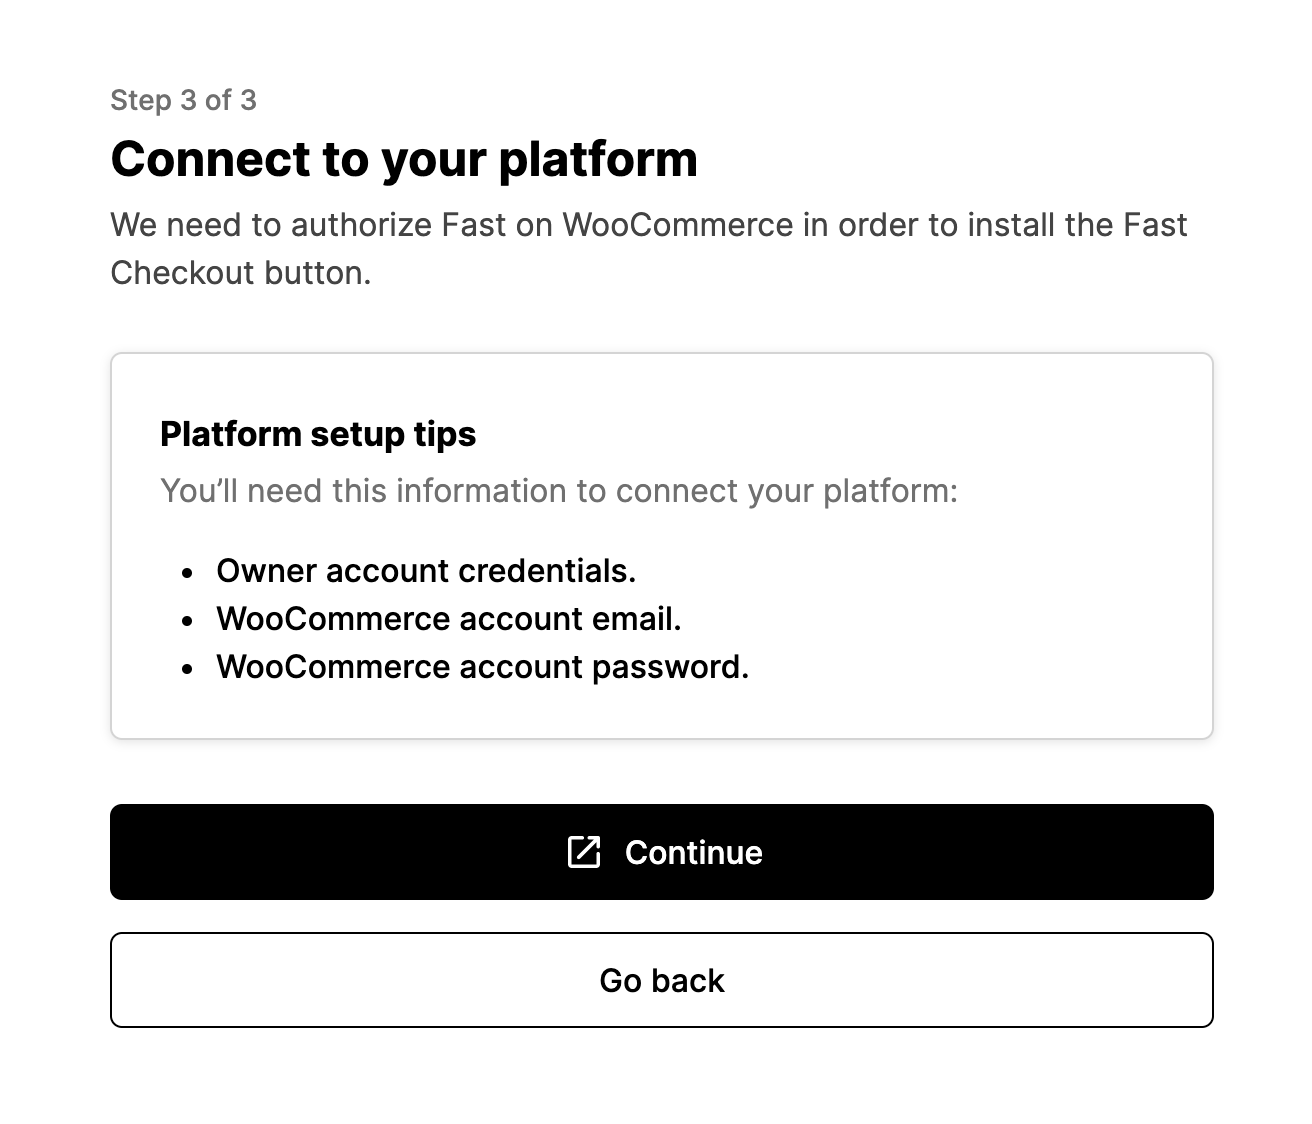 Step 3 of 3
Connect to your platform
We need to authorize Fast on WooCommerce in order to install the Fast
Checkout button.
Platform setup tips
You’ll need this information to connect your platform:
• Owner account credentials.
• WooCommerce account email.
• WooCommerce account password.
Continue
Go back